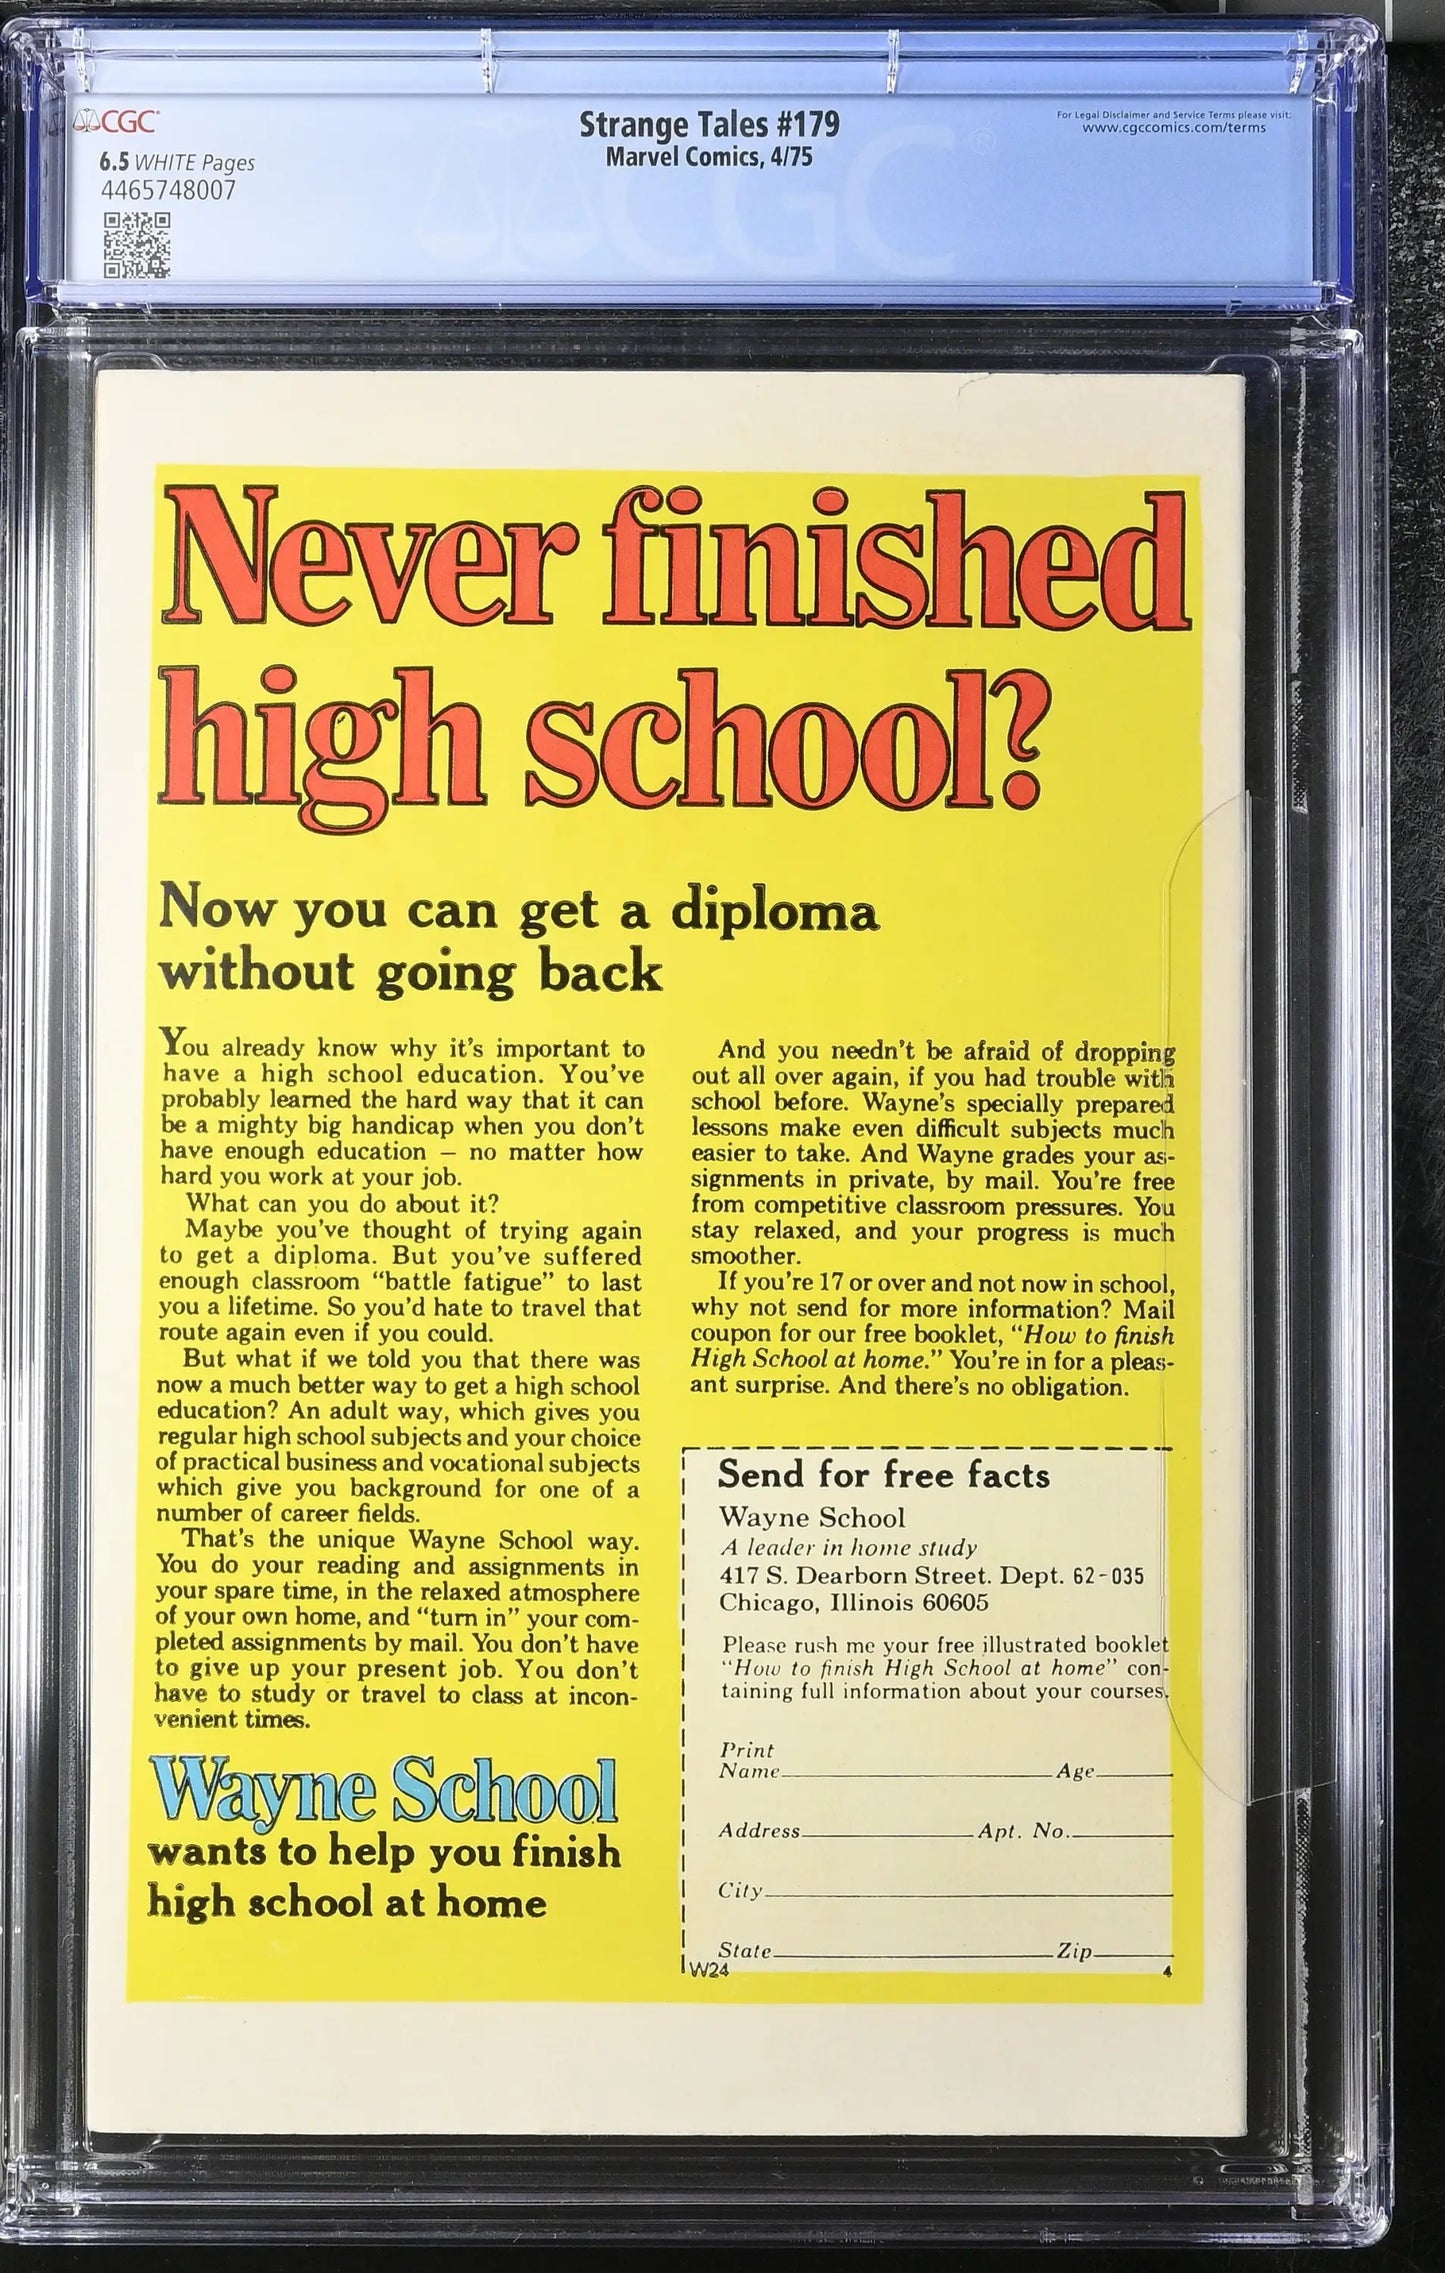 CGC
6.5 WHITE Pages
4465748007
Strange Tales #179
Marvel Comics, 4/75
For Legal Disclaimer and Service Terms please visit:
www.cgccomics.com/terms
CGC
Never finished
high school?
Now you can get a diploma
without going back
You already know why it's important to
have a high school education. You've
probably learned the hard way that it can
be a mighty big handicap when you don't
have enough education — no matter how
hard you work at your job.
What can you do about it?
Maybe you've thought of trying again
to get a diploma. But you've suffered
enough classroom “battle fatigue” to last
you a lifetime. So you'd hate to travel that
route again even if you could.
But what if we told you that there was
now a much better way to get a high school
education? An adult way, which gives you
regular high school subjects and your choice
of practical business and vocational subjects
which give you background for one of a
number of career fields.
That's the unique Wayne School way.
You do your reading and assignments in
your spare time, in the relaxed atmosphere
of your own home, and “turn in” your com-
pleted assignments by mail. You don't have
to give up your present job. You don't
have to study or travel to class at incon-
venient times.
Wayne School
wants to help you finish
high school at home
And you needn't be afraid of dropping
out all over again, if you had trouble with
school before. Wayne's specially prepared
lessons make even difficult subjects much
easier to take. And Wayne grades your as-
signments in private, by mail. You're free
from competitive classroom pressures. You
stay relaxed, and your progress is much
smoother.
If you're 17 or over and not now in school,
why not send for more information? Mail
coupon for our free booklet, “How to finish
High School at home.” You're in for a pleas-
ant surprise. And there's no obligation.
Send for free facts
Wayne School
A leader in home study
417 S. Dearborn Street. Dept. 62-035
Chicago, Illinois 60605
Please rush me your free illustrated booklet
“How to finish High School at home” con-
taining full information about your courses.
Print
Name Age
Address Apt. No.
City
State Zip
W24 4